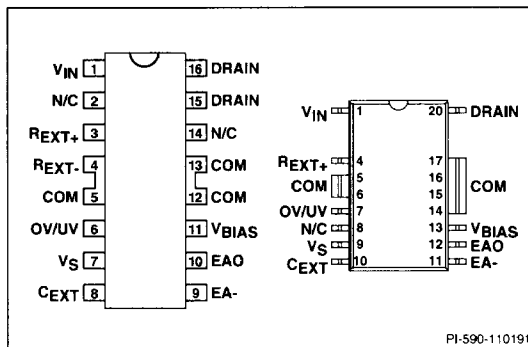 VIN 1 16 DRAIN
N/C 2 15 DRAIN
REXT+ 3 14 N/C
REXT- 4 13 COM
COM 5 12 COM
OV/UV 6 11 VBIAS
VS 7 10 EAO
CEXT 8 9 EA-
VIN 1 20 DRAIN
REXT+ 4 17
COM 5 16 COM
6 15
OV/UV 7 14
N/C 8 13 VBIAS
VS 9 12 EAO
CEXT 10 11 EA-
PI-590-110191